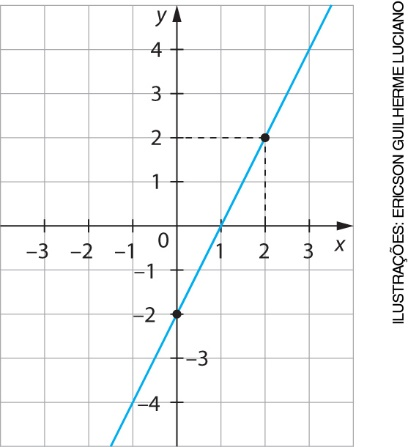 y
4
3
2
1
–3 –2 –1 0 1 2 3 x
–1
–2
–3
–4
ILUSTRAÇÕES: ERICSON GUILHERME LUCIANO